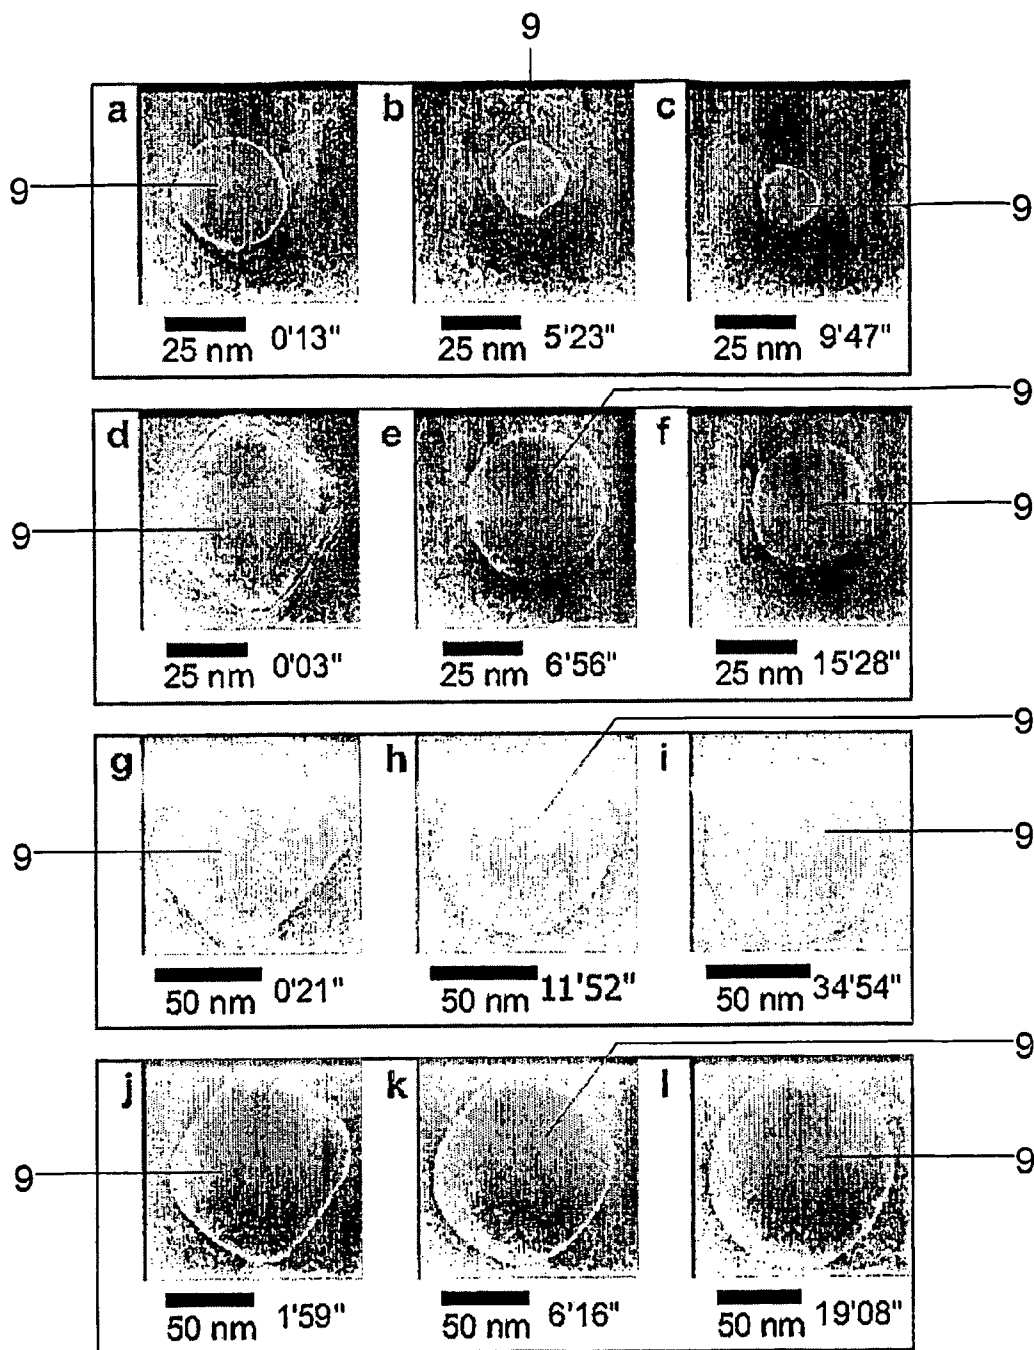 9
a
b
c
9
9
25 nm 0'13"
25 nm 5'23"
25 nm 9'47"
9
d
e
f
9
9
25 nm 0'03"
25 nm 6'56"
25 nm 15'28"
9
g
h
i
9
9
50 nm 0'21"
50 nm 11'52"
50 nm 34'54"
9
j
k
l
9
9
50 nm 1'59"
50 nm 6'16"
50 nm 19'08"